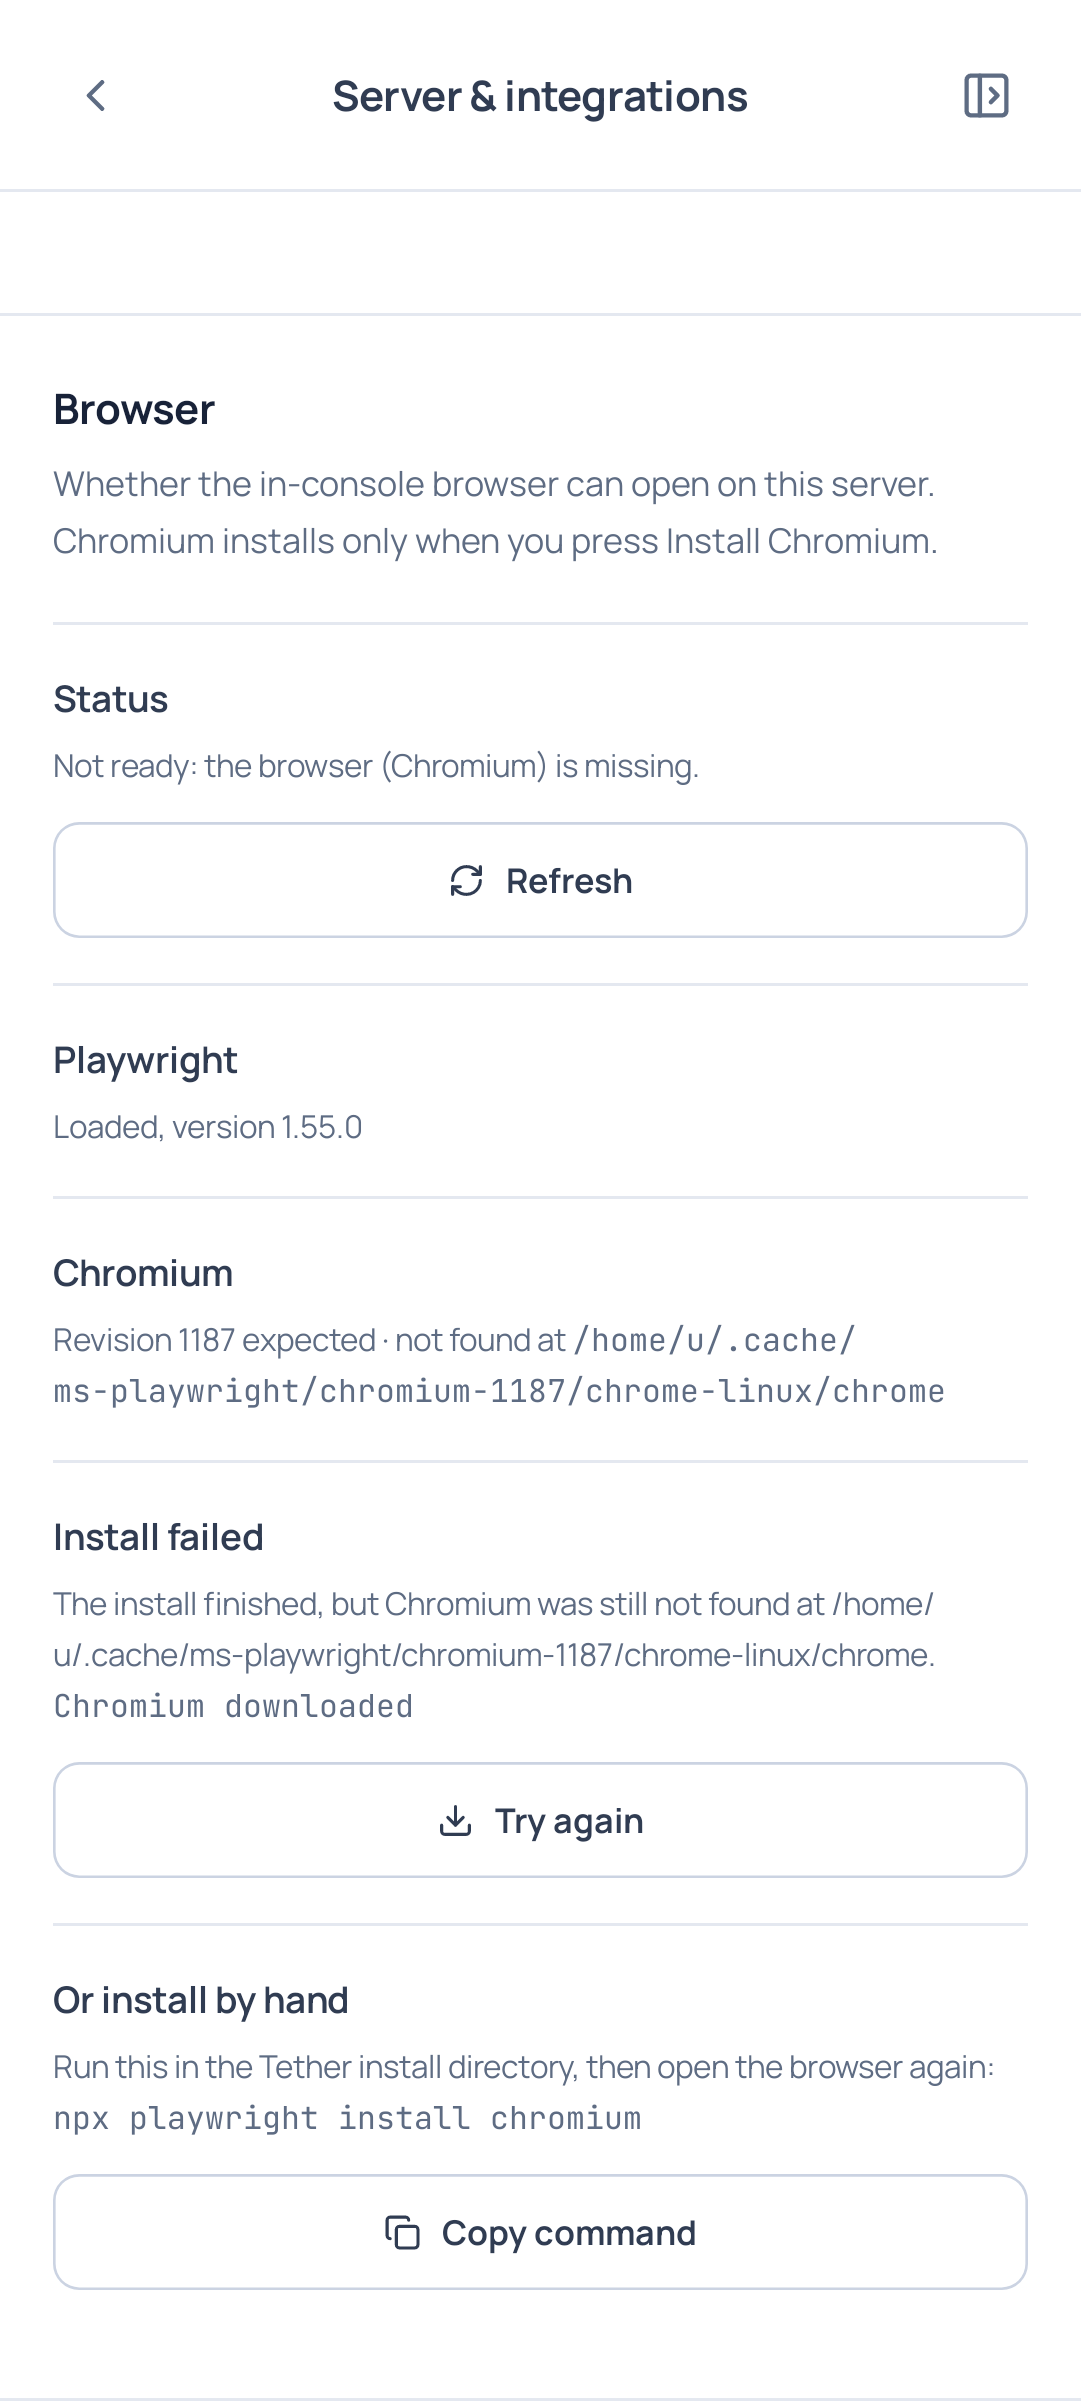 Server & integrations
Browser
Whether the in-console browser can open on this server.
Chromium installs only when you press Install Chromium.
Status
Not ready: the browser (Chromium) is missing.
Refresh
Playwright
Loaded, version 1.55.0
Chromium
Revision 1187 expected · not found at /home/u/.cache/
ms-playwright/chromium-1187/chrome-linux/chrome
Install failed
The install finished, but Chromium was still not found at /home/
u/.cache/ms-playwright/chromium-1187/chrome-linux/chrome.
Chromium downloaded
Try again
Or install by hand
Run this in the Tether install directory, then open the browser again:
npx playwright install chromium
Copy command